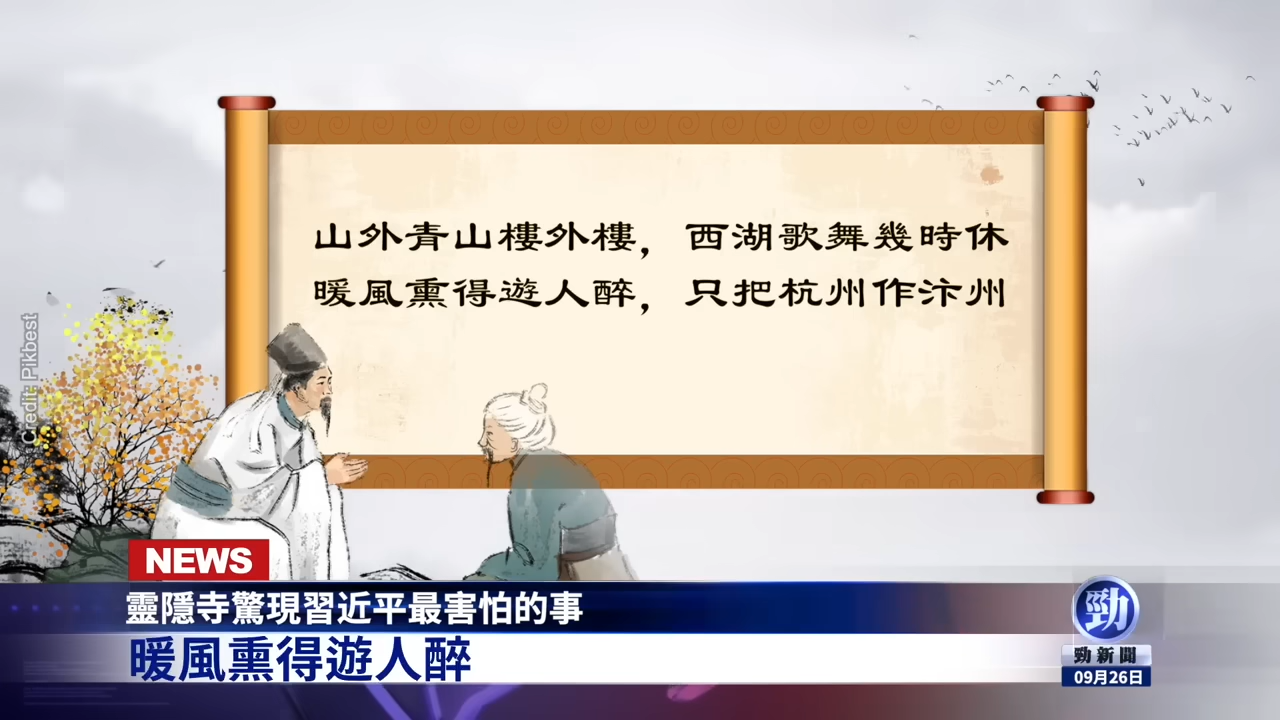 山外青山樓外樓，西湖歌舞幾時休
暖風熏得遊人醉，只把杭州作汴州
Credit: Pikbest
NEWS
靈隱寺驚現習近平最害怕的事
暖風熏得遊人醉
勁
勁新聞
09月26日